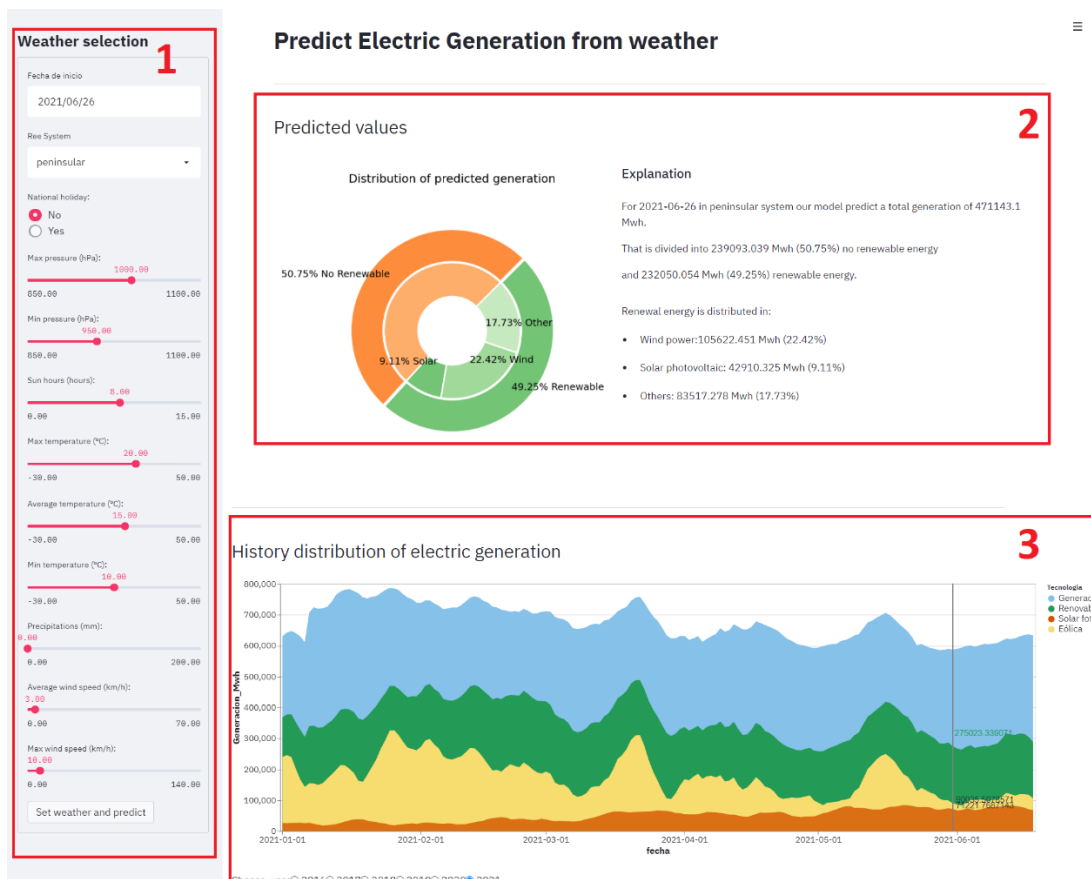 Weather selection
1
Fecha de inicio
2021/06/26
Ree System
peninsular
National holiday:
No
Yes
Max pressure (hPa):
1000.00
850.00 1100.00
Min pressure (hPa):
950.00
850.00 1100.00
Sun hours (hours):
8.00
0.00 15.00
Max temperature (°C):
20.00
-30.00 50.00
Average temperature (°C):
15.00
-30.00 50.00
Min temperature (°C):
10.00
-30.00 50.00
Precipitations (mm):
0.00
0.00 200.00
Average wind speed (km/h):
3.00
0.00 70.00
Max wind speed (km/h):
10.00
0.00 140.00
Set weather and predict
Predict Electric Generation from weather
2
Predicted values
Distribution of predicted generation
50.75% No Renewable
17.73% Other
9.11% Solar
22.42% Wind
49.25% Renewable
Explanation
For 2021-06-26 in peninsular system our model predict a total generation of 471143.1
Mwh.
That is divided into 239093.039 Mwh (50.75%) no renewable energy
and 232050.054 Mwh (49.25%) renewable energy.
Renewal energy is distributed in:
• Wind power:105622.451 Mwh (22.42%)
• Solar photovoltaic: 42910.325 Mwh (9.11%)
• Others: 83517.278 Mwh (17.73%)
3
History distribution of electric generation
800,000
700,000
600,000
500,000
400,000
300,000
200,000
100,000
0
Generacion_Mwh
275023.339071
2021-01-01 2021-02-01 2021-03-01 2021-04-01 2021-05-01 2021-06-01
fecha
Tecnologia
Generac
Renovab
Solar fot
Eólica
2016 2017 2018 2019 2020 2021